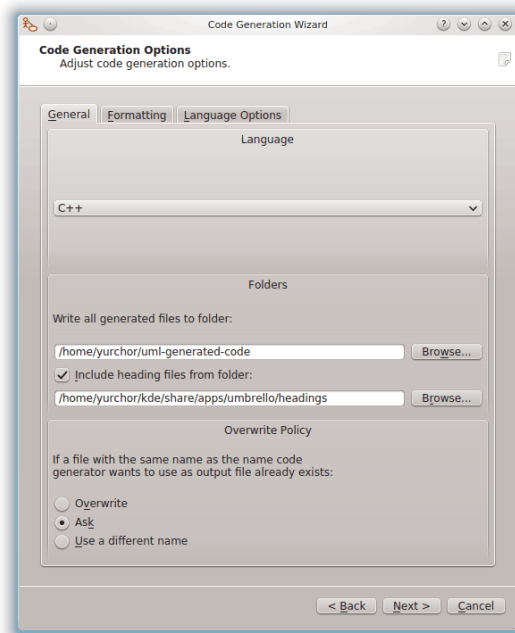 Code Generation Wizard
Code Generation Options
Adjust code generation options.
General Formatting Language Options
Language
C++
Folders
Write all generated files to folder:
/home/yurchor/uml-generated-code Browse...
Include heading files from folder:
/home/yurchor/kde/share/apps/umbrello/headings Browse...
Overwrite Policy
If a file with the same name as the name code
generator wants to use as output file already exists:
Overwrite
Ask
Use a different name
< Back Next > Cancel